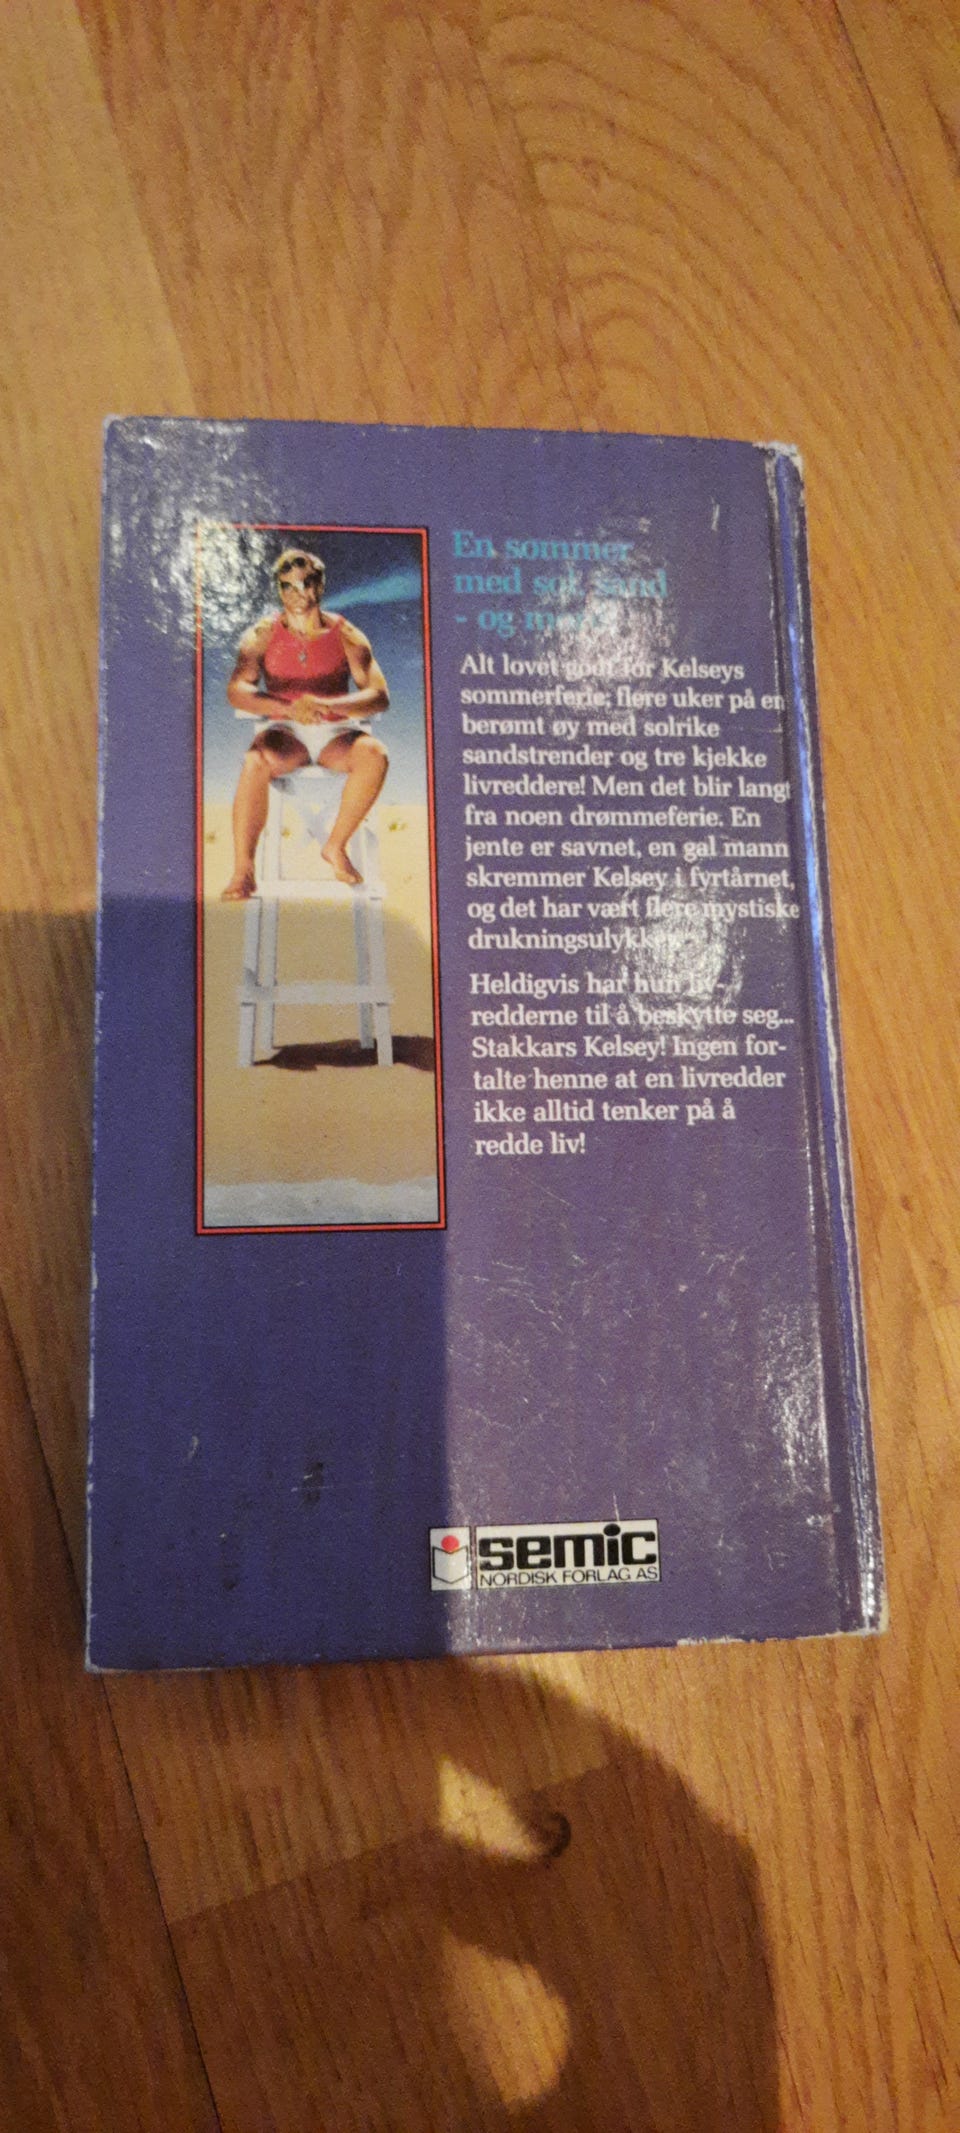 En sommer
med sol, sand
- og mord
Alt lovet godt for Kelseys
sommerferie; flere uker på en
berømt øy med solrike
sandstrender og tre kjekke
livreddere! Men det blir langt
fra noen drømmeferie. En
jente er savnet, en gal mann
skremmer Kelsey i fyrtårnet,
og det har vært flere mystiske
drukningsulykker
Heldigvis har hun liv-
redderne til å beskytte seg...
Stakkars Kelsey! Ingen for-
talte henne at en livredder
ikke alltid tenker på å
redde liv!
semic
NORDISK FORLAG AS